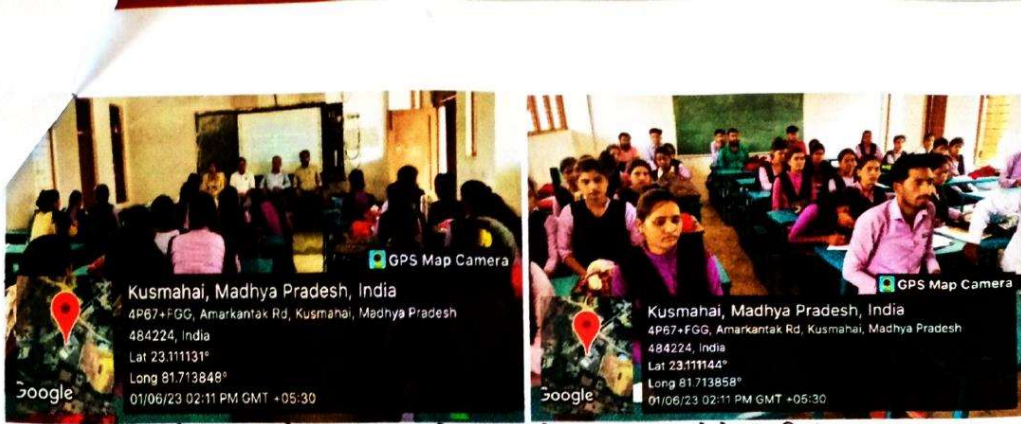 GPS Map Camera
Kusmahai, Madhya Pradesh, India
4P67+FGG, Amarkantak Rd, Kusmahai, Madhya Pradesh
484224, India
Lat 23.111131°
Long 81.713848°
01/06/23 02:11 PM GMT +05:30
Google
GPS Map Camera
Kusmahai, Madhya Pradesh, India
4P67+FGG, Amarkantak Rd, Kusmahai, Madhya Pradesh
484224, India
Lat 23.111144°
Long 81.713858°
01/06/23 02:11 PM GMT +05:30
Google